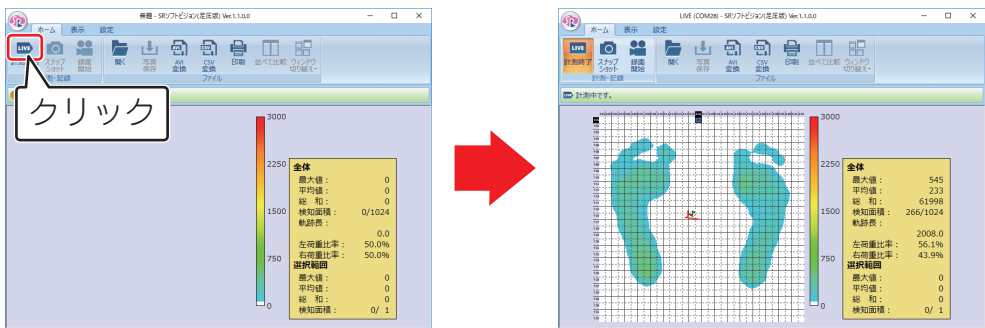 無題 - SRソフトビジョン(足圧版) Ver.1.1.0.0
ホーム 表示 設定
LIVE
スナップ
ショット
録画
開始
開く
写真
保存
AVI
変換
CSV
変換
印刷
並べて比較
ウィンドウ
切り替え
計測・記録
ファイル
クリック
3000
2250
1500
750
0
全体
最大値： 0
平均値： 0
総 和： 0
検知面積： 0/1024
軌跡長：
0.0
左荷重比率： 50.0%
右荷重比率： 50.0%
選択範囲
最大値： 0
平均値： 0
総 和： 0
検知面積： 0/ 1
LIVE (COM28) - SRソフトビジョン(足圧版) Ver.1.1.0.0
ホーム 表示 設定
LIVE
計測終了
スナップ
ショット
録画
開始
開く
写真
保存
AVI
変換
CSV
変換
印刷
並べて比較
ウィンドウ
切り替え
計測・記録
ファイル
計測中です。
3000
2250
1500
750
0
全体
最大値： 545
平均値： 233
総 和： 61998
検知面積： 266/1024
軌跡長：
2008.0
左荷重比率： 56.1%
右荷重比率： 43.9%
選択範囲
最大値： 0
平均値： 0
総 和： 0
検知面積： 0/ 1